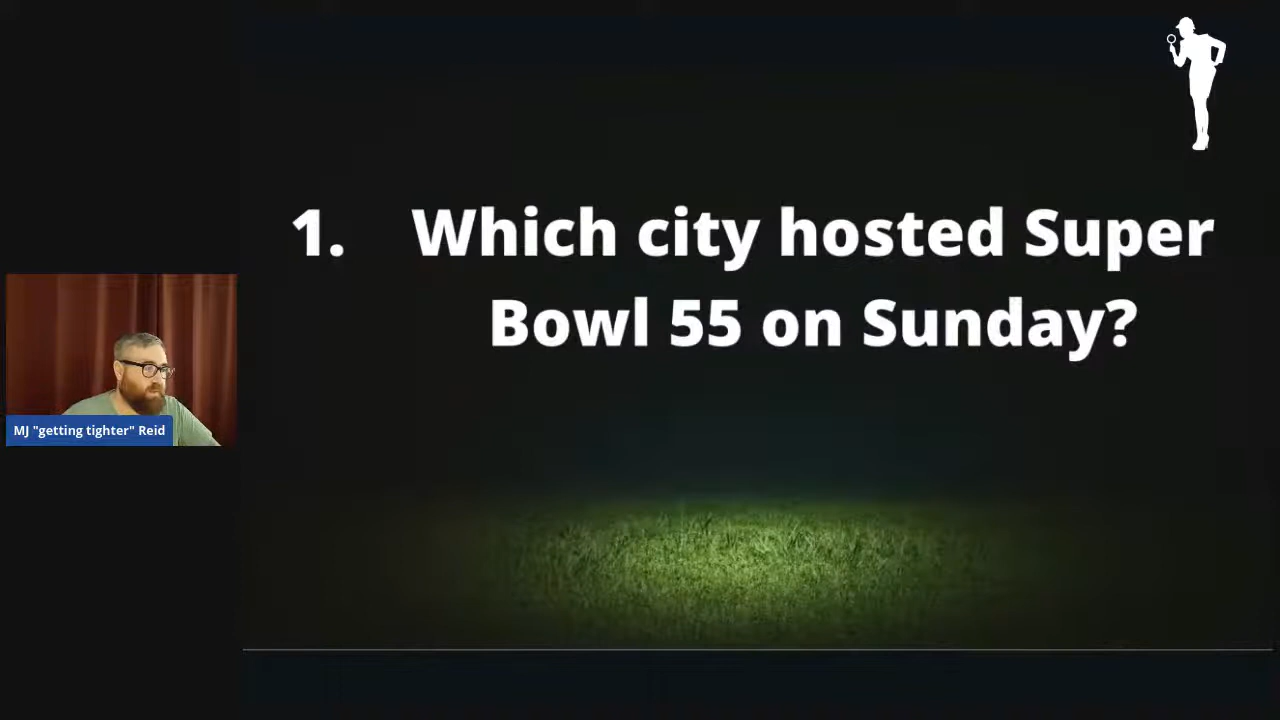 1. Which city hosted Super
Bowl 55 on Sunday?
MJ "getting tighter" Reid